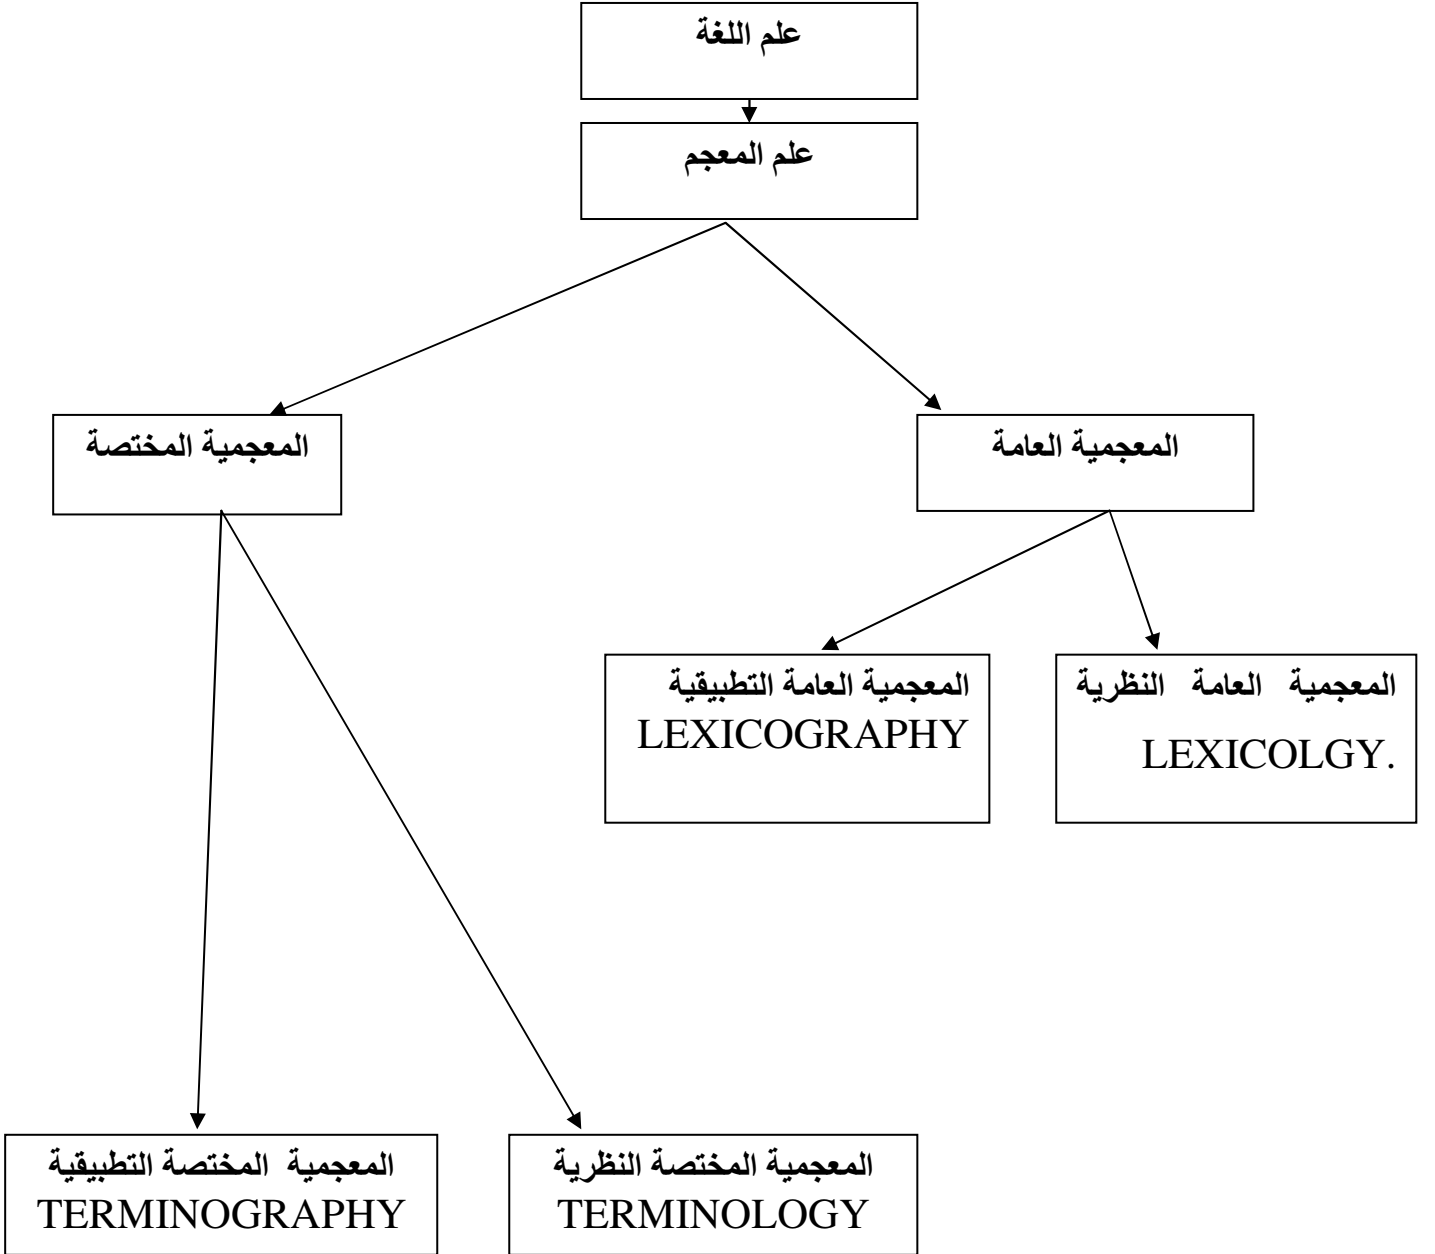 علم اللغة
علم المعجم
المعجمية العامة
المعجمية المختصة
المعجمية العامة النظرية
LEXICOLGY.
المعجمية العامة التطبيقية
LEXICOGRAPHY
المعجمية المختصة النظرية
TERMINOLOGY
المعجمية المختصة التطبيقية
TERMINOGRAPHY